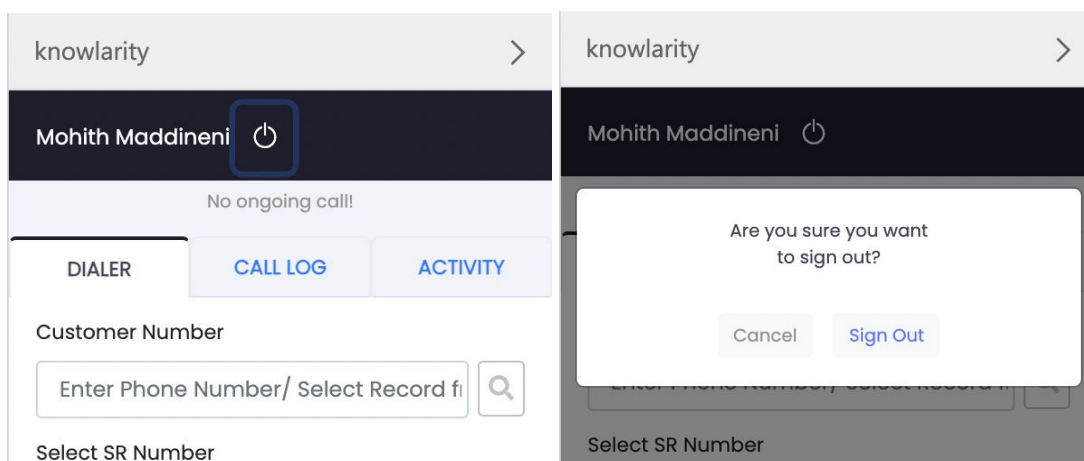 knowlarity
Mohith Maddineni
No ongoing call!
DIALER CALL LOG ACTIVITY
Customer Number
Enter Phone Number/ Select Record fr
Select SR Number
knowlarity
Mohith Maddineni
Are you sure you want
to sign out?
Cancel Sign Out
Select SR Number